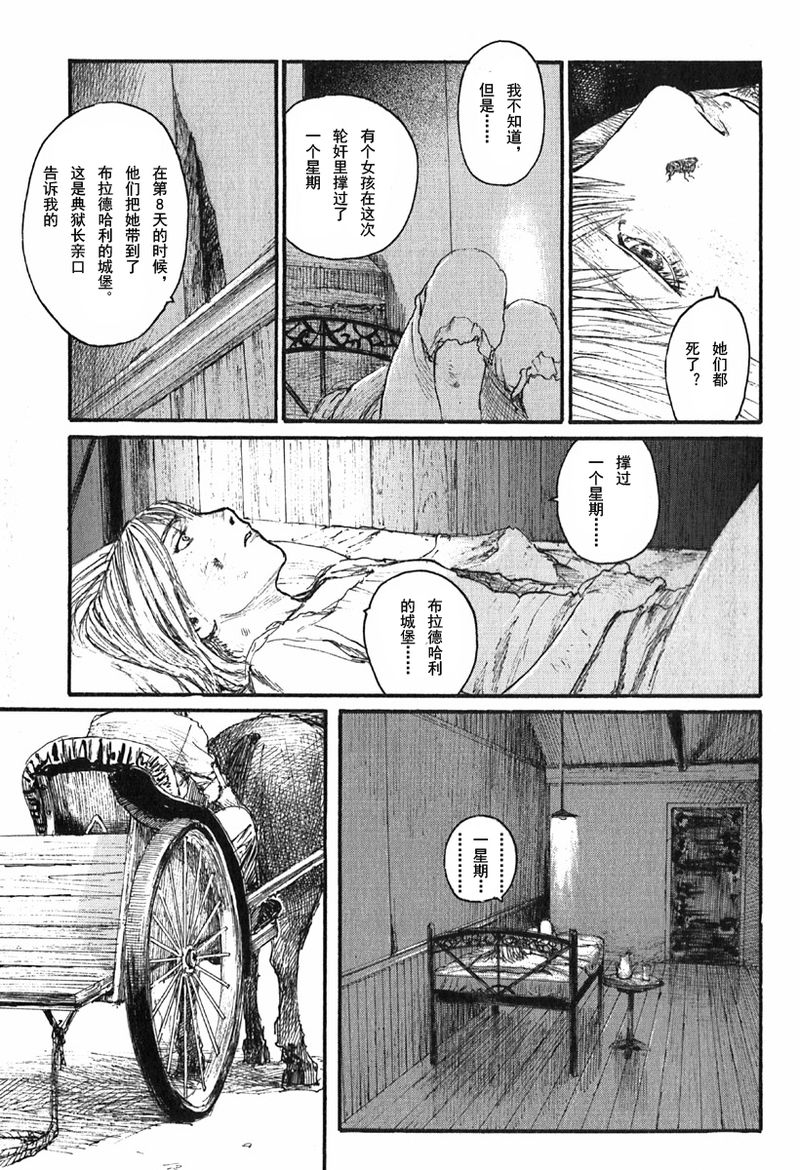 她们都
死了？
我不知道，
但是……
有个女孩在这次
轮奸里撑过了
一个星期
在第8天的时候，
他们把她带到了
布拉德哈利的城堡。
这是典狱长亲口
告诉我的
撑过
一个星期……
布拉德哈利
的城堡……
……
一星期
……